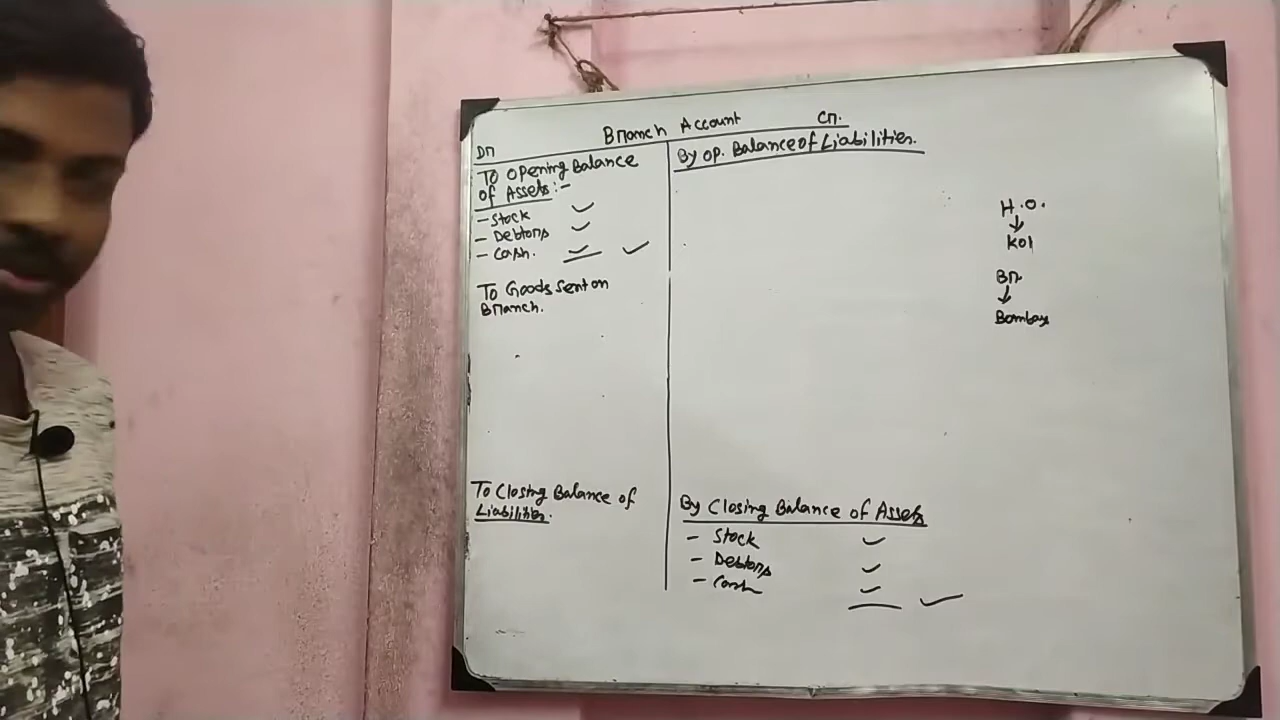 Branch Account
Dr
Cr.
To Opening Balance
of Assets:-
- Stock
- Debtors
- Cash.
To Goods Sent on
Branch.
To Closing Balance of
Liabilities.
By Op. Balance of Liabilities.
By Closing Balance of Assets
- Stock
- Debtors
- Cash
H.O.
↓
Kol
Br
↓
Bombay